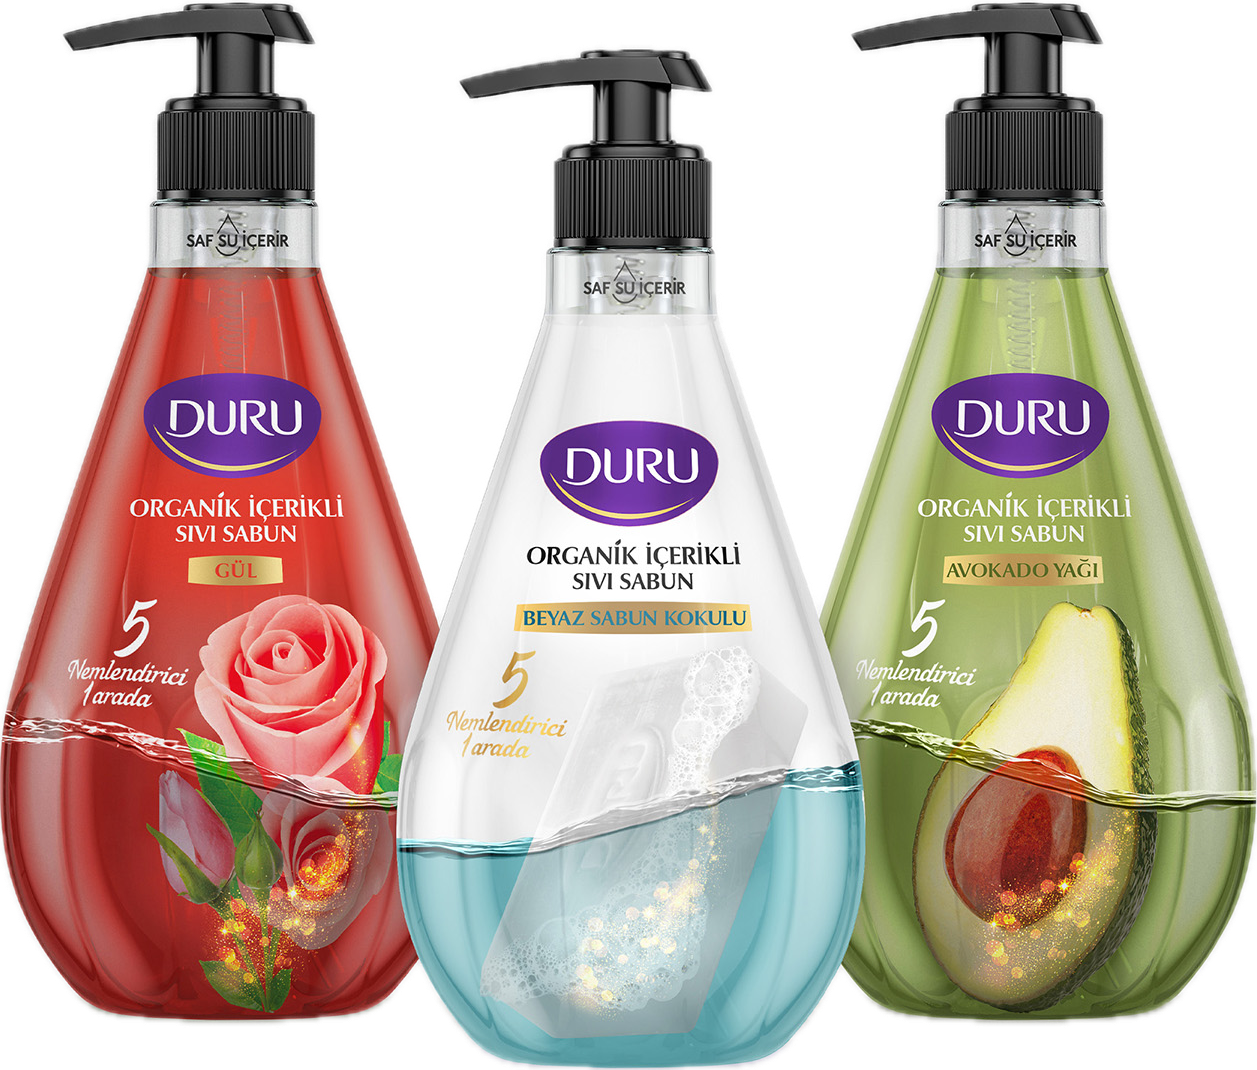 SAF SU İÇERİR
DURU
ORGANİK İÇERİKLİ
SIVI SABUN
GÜL
5
Nemlendirici
1 arada
SAF SU İÇERİR
DURU
ORGANİK İÇERİKLİ
SIVI SABUN
BEYAZ SABUN KOKULU
5
Nemlendirici
1 arada
SAF SU İÇERİR
DURU
ORGANİK İÇERİKLİ
SIVI SABUN
AVOKADO YAĞI
5
Nemlendirici
1 arada